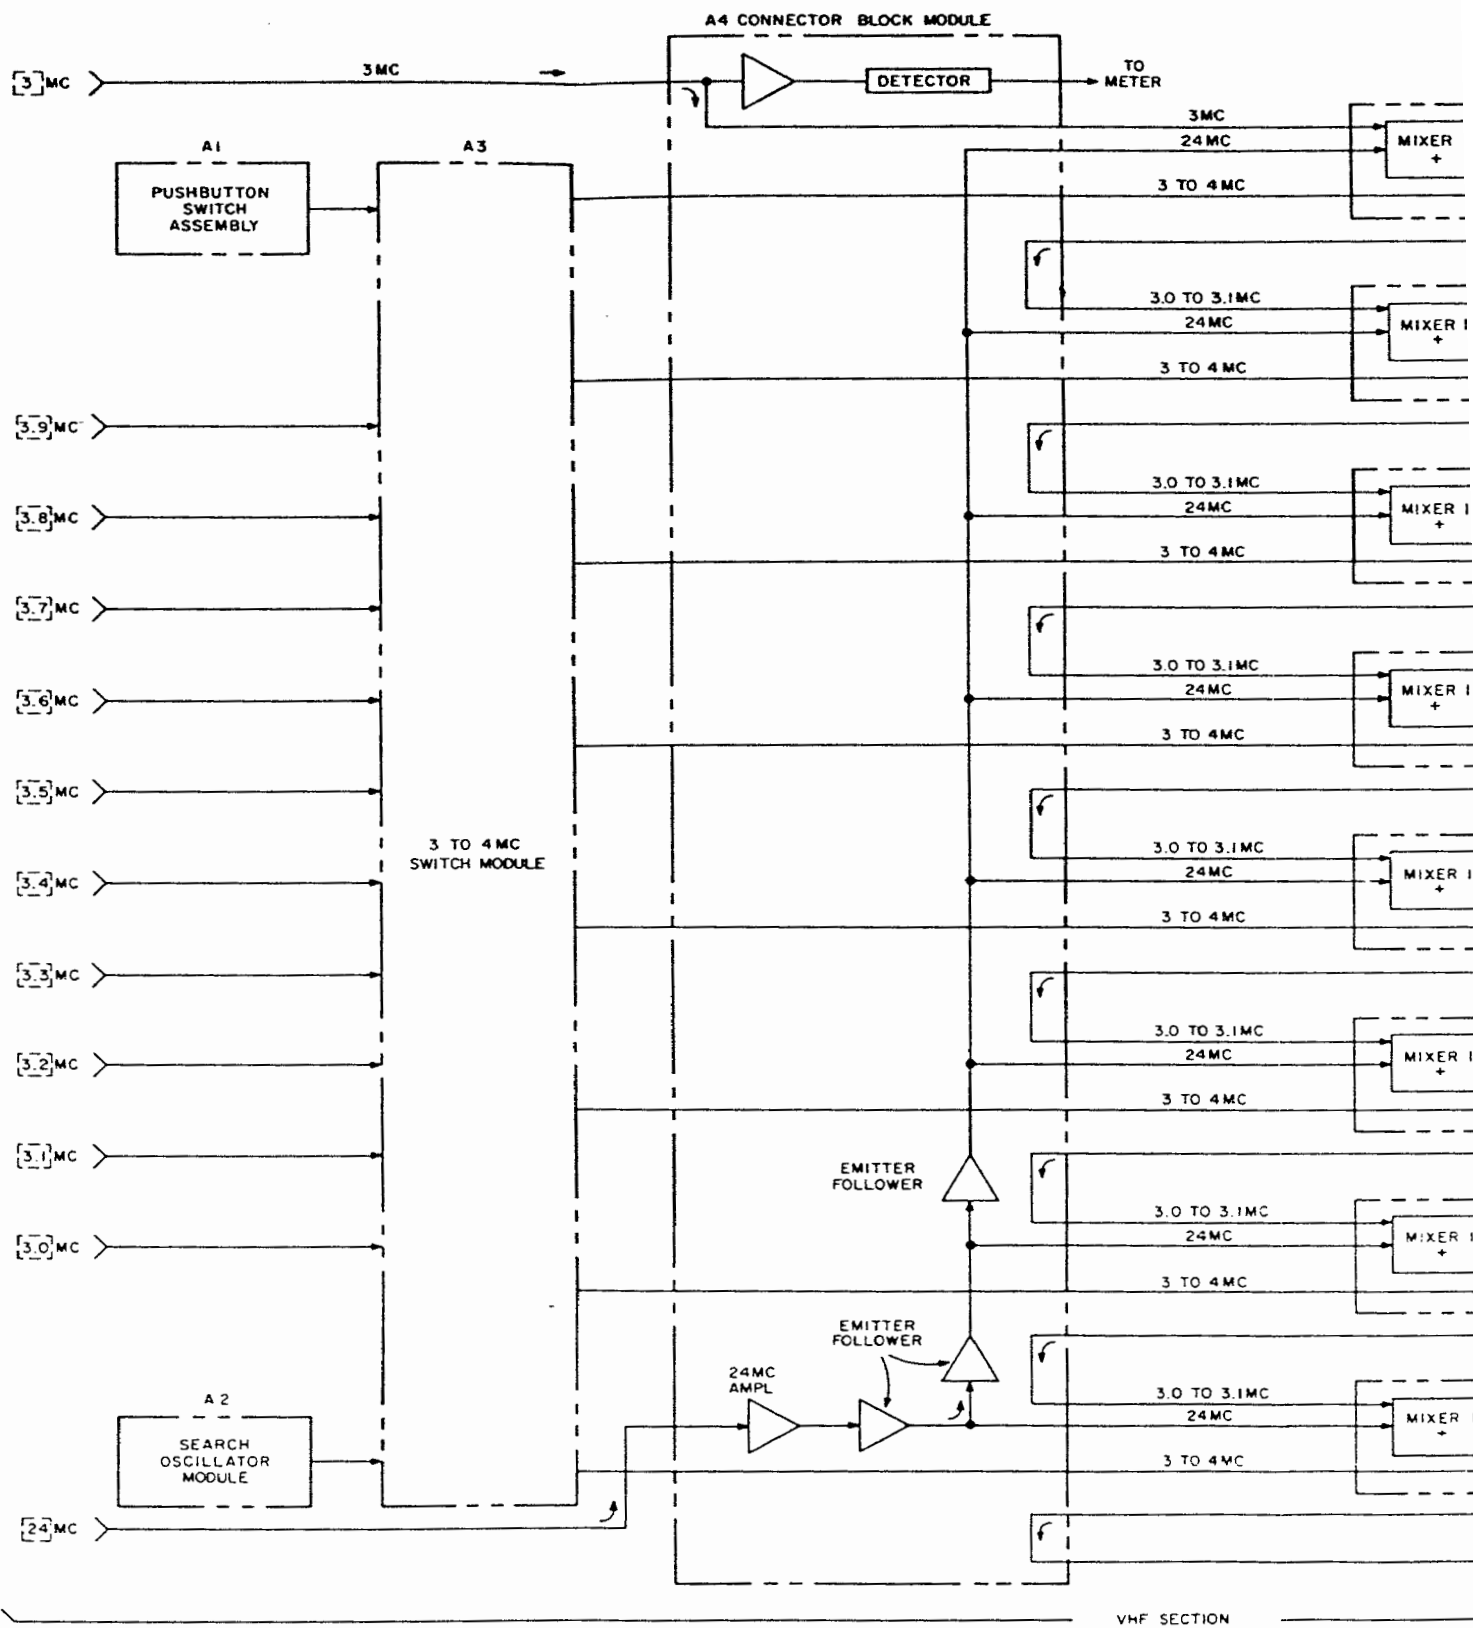 A4 CONNECTOR BLOCK MODULE
[3]MC
3MC
DETECTOR
TO
METER
3MC
24MC
MIXER
+
3 TO 4MC
A1
PUSHBUTTON
SWITCH
ASSEMBLY
A3
3.0 TO 3.1MC
24MC
MIXER I
+
3 TO 4MC
[3.9]MC
3.0 TO 3.1MC
24MC
MIXER I
+
3 TO 4MC
[3.8]MC
[3.7]MC
3.0 TO 3.1MC
24MC
MIXER I
+
3 TO 4MC
[3.6]MC
[3.5]MC
3 TO 4MC
SWITCH MODULE
3.0 TO 3.1MC
24MC
MIXER I
+
3 TO 4MC
[3.4]MC
[3.3]MC
3.0 TO 3.1MC
24MC
MIXER I
+
3 TO 4MC
[3.2]MC
[3.1]MC
EMITTER
FOLLOWER
3.0 TO 3.1MC
24MC
MIXER I
+
3 TO 4MC
[3.0]MC
EMITTER
FOLLOWER
24MC
AMPL
3.0 TO 3.1MC
24MC
MIXER I
+
3 TO 4MC
A2
SEARCH
OSCILLATOR
MODULE
[24]MC
VHF SECTION